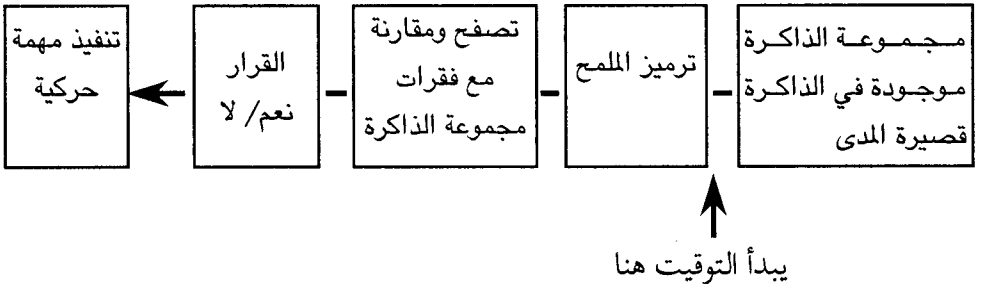 مجموعة الذاكرة
موجودة في الذاكرة
قصيرة المدى
ترميز الملمح
تصفح ومقارنة
مع فقرات
مجموعة الذاكرة
القرار
نعم/ لا
تنفيذ مهمة
حركية
يبدأ التوقيت هنا